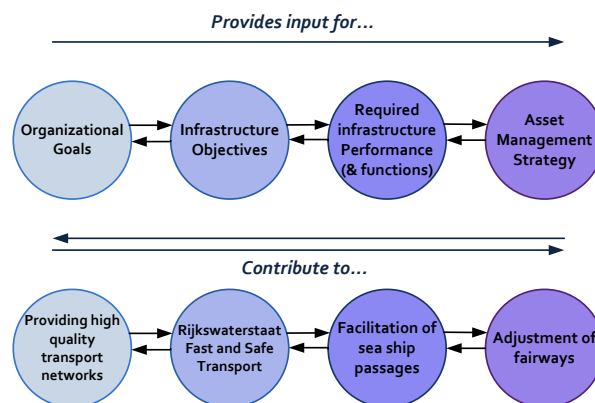 Provides input for...
Organizational
Goals
Infrastructure
Objectives
Required
infrastructure
Performance
(& functions)
Asset
Management
Strategy
Contribute to...
Providing high
quality
transport
networks
Rijkswaterstaat
Fast and Safe
Transport
Facilitation of
sea ship
passages
Adjustment of
fairways